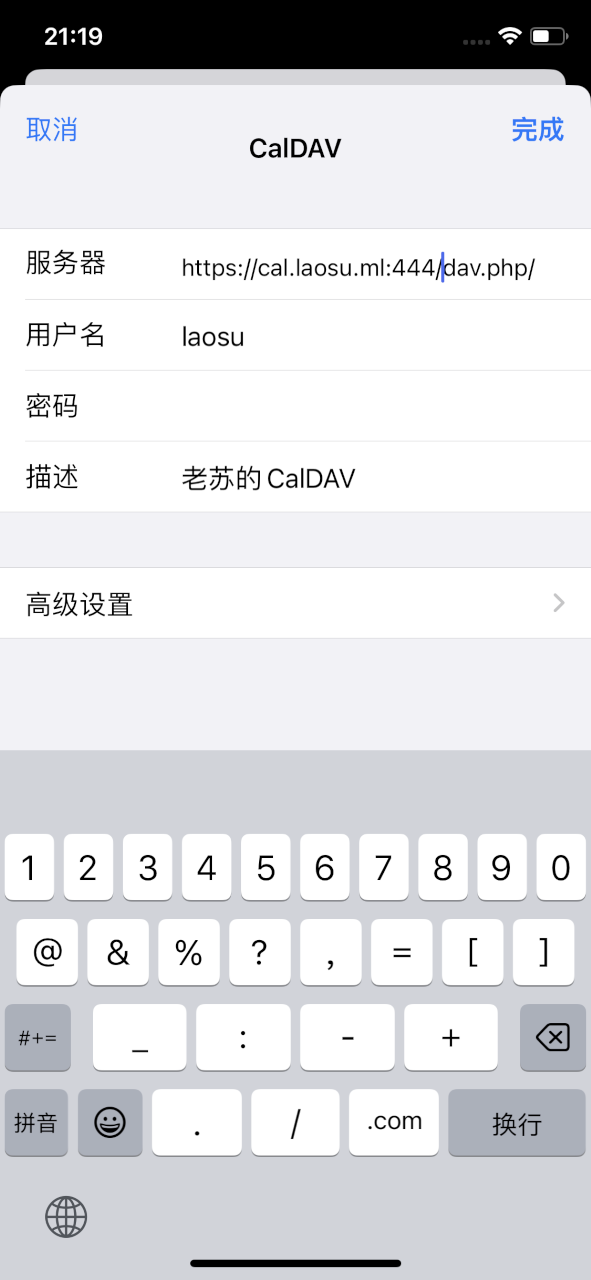 21:19
取消
CalDAV
完成
服务器 https://cal.laosu.ml:444/dav.php/
用户名 laosu
密码
描述 老苏的 CalDAV
高级设置
1 2 3 4 5 6 7 8 9 0
@ & % ? , = [ ]
#+= _ : - +
拼音 . / .com 换行